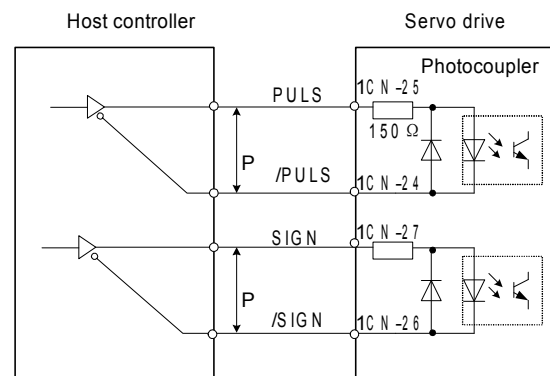 Host controller
Servo drive
Photocoupler
PULS
1CN-25
150 Ω
P
/PULS
1CN-24
SIGN
1CN-27
P
/SIGN
1CN-26